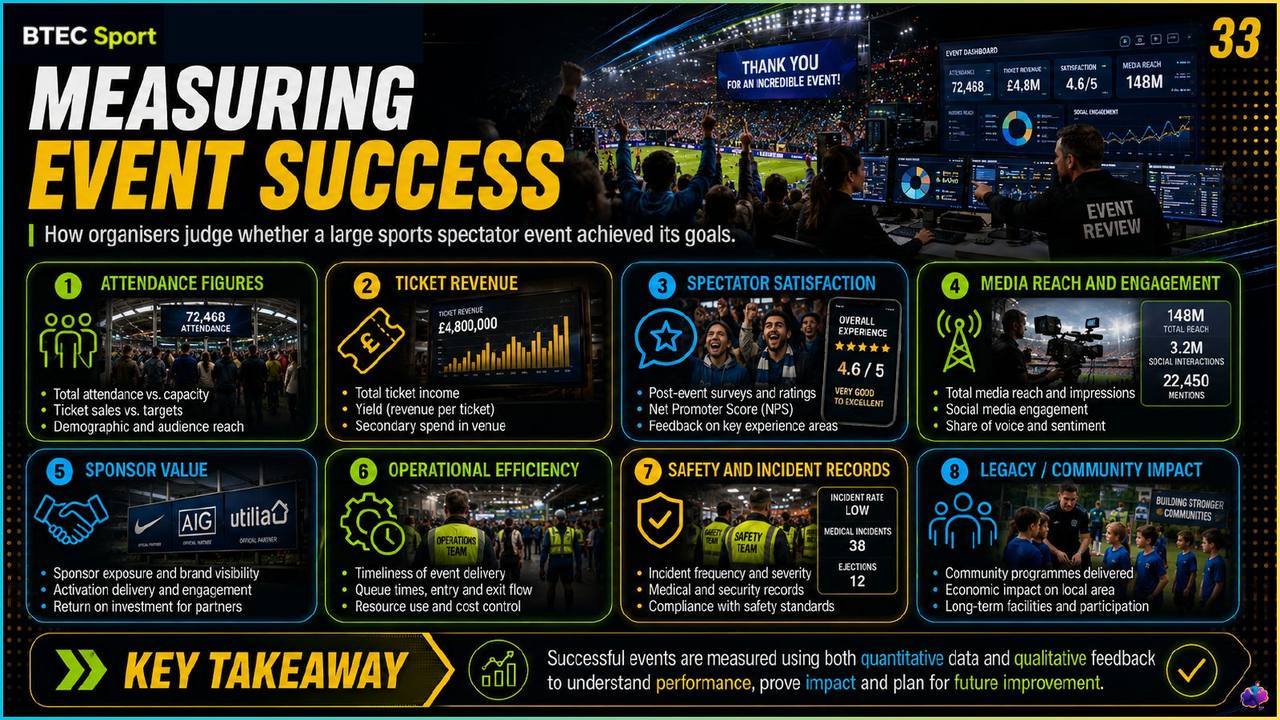 BTEC Sport
33
MEASURING
EVENT SUCCESS
How organisers judge whether a large sports spectator event achieved its goals.
THANK YOU
FOR AN INCREDIBLE EVENT!
EVENT DASHBOARD
ATTENDANCE
72,468
TICKET REVENUE
£4,8M
SATISFACTION
4.6/5
MEDIA REACH
148M
SOCIAL ENGAGEMENT
EVENT
REVIEW
1 ATTENDANCE FIGURES
72,468
ATTENDANCE
• Total attendance vs. capacity
• Ticket sales vs. targets
• Demographic and audience reach
2 TICKET REVENUE
£
TICKET REVENUE
£4,800,000
• Total ticket income
• Yield (revenue per ticket)
• Secondary spend in venue
3 SPECTATOR SATISFACTION
OVERALL
EXPERIENCE
4.6 / 5
VERY GOOD
TO EXCELLENT
• Post-event surveys and ratings
• Net Promoter Score (NPS)
• Feedback on key experience areas
4 MEDIA REACH AND ENGAGEMENT
148M
TOTAL REACH
3.2M
SOCIAL INTERACTIONS
22,450
MENTIONS
• Total media reach and impressions
• Social media engagement
• Share of voice and sentiment
5 SPONSOR VALUE
AIG
utilia
OFFICIAL PARTNER
• Sponsor exposure and brand visibility
• Activation delivery and engagement
• Return on investment for partners
6 OPERATIONAL EFFICIENCY
OPERATIONS
TEAM
• Timeliness of event delivery
• Queue times, entry and exit flow
• Resource use and cost control
7 SAFETY AND INCIDENT RECORDS
SAFETY
TEAM
INCIDENT RATE
LOW
MEDICAL INCIDENTS
38
EJECTIONS
12
• Incident frequency and severity
• Medical and security records
• Compliance with safety standards
8 LEGACY / COMMUNITY IMPACT
BUILDING STRONGER
COMMUNITIES
• Community programmes delivered
• Economic impact on local area
• Long-term facilities and participation
KEY TAKEAWAY
Successful events are measured using both quantitative data and qualitative feedback
to understand performance, prove impact and plan for future improvement.